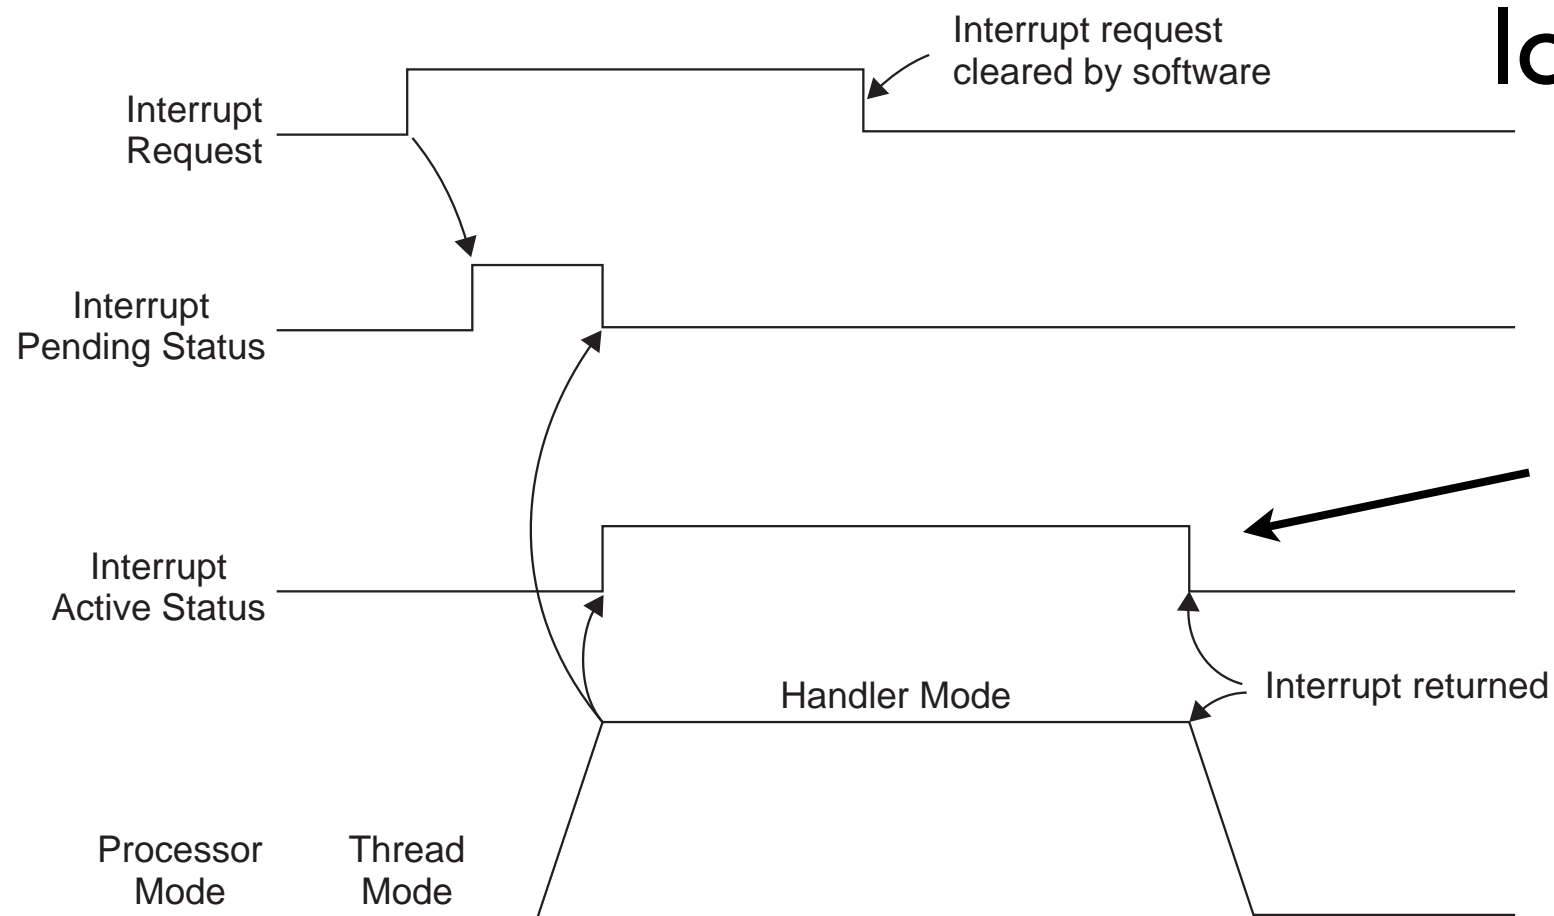 Interrupt request
cleared by software
Interrupt
Request
Interrupt
Pending Status
Interrupt
Active Status
Handler Mode
Interrupt returned
Processor
Mode
Thread
Mode